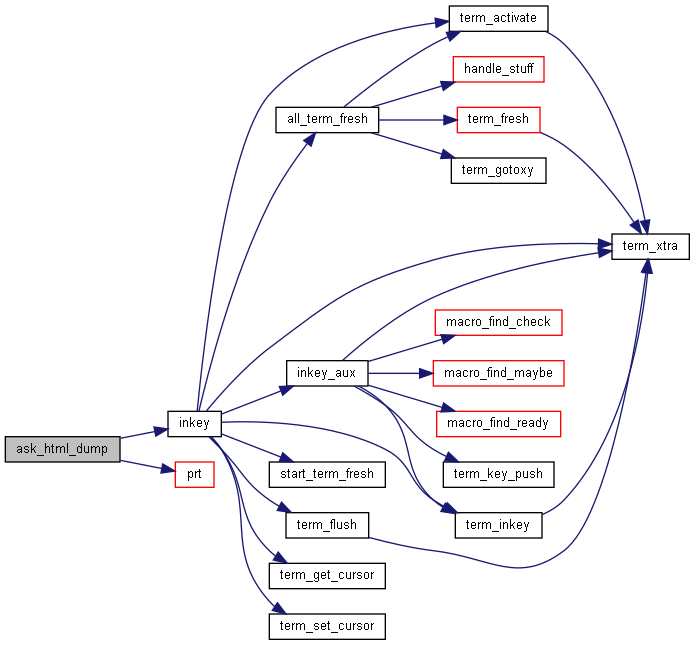 term_activate
handle_stuff
all_term_fresh
term_fresh
term_gotoxy
term_xtra
macro_find_check
inkey_aux
macro_find_maybe
inkey
macro_find_ready
ask_html_dump
prt
start_term_fresh
term_key_push
term_flush
term_inkey
term_get_cursor
term_set_cursor